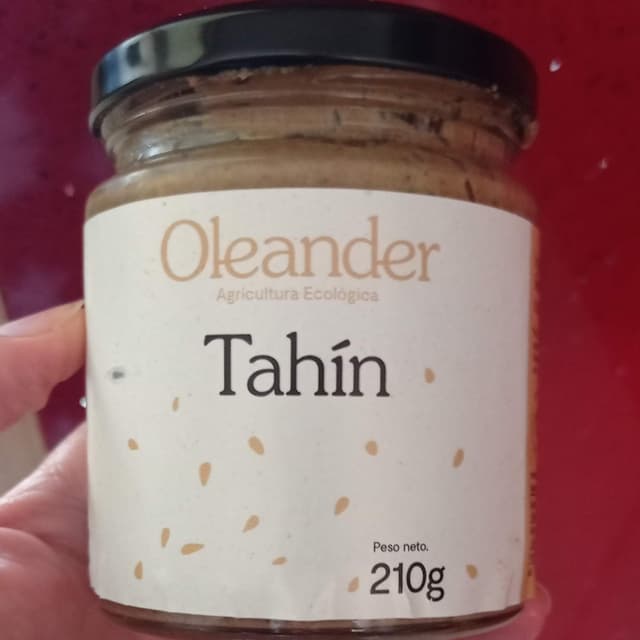 Oleander
Agricultura Ecológica
Tahín
Peso neto.
210g